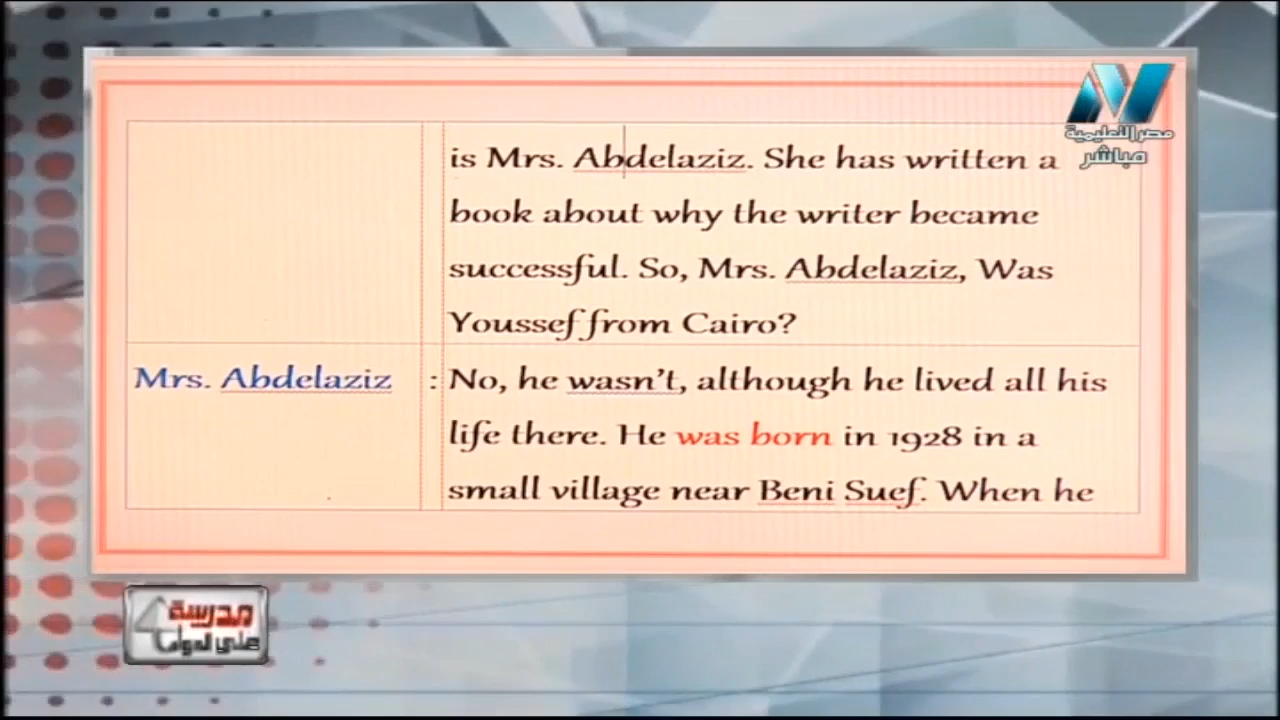 is Mrs. Abdelaziz. She has written a
book about why the writer became
successful. So, Mrs. Abdelaziz, Was
Youssef from Cairo?
Mrs. Abdelaziz : No, he wasn't, although he lived all his
life there. He was born in 1928 in a
small village near Beni Suef. When he
مصر التعليمية
مباشر
مدرسة
على الهواء